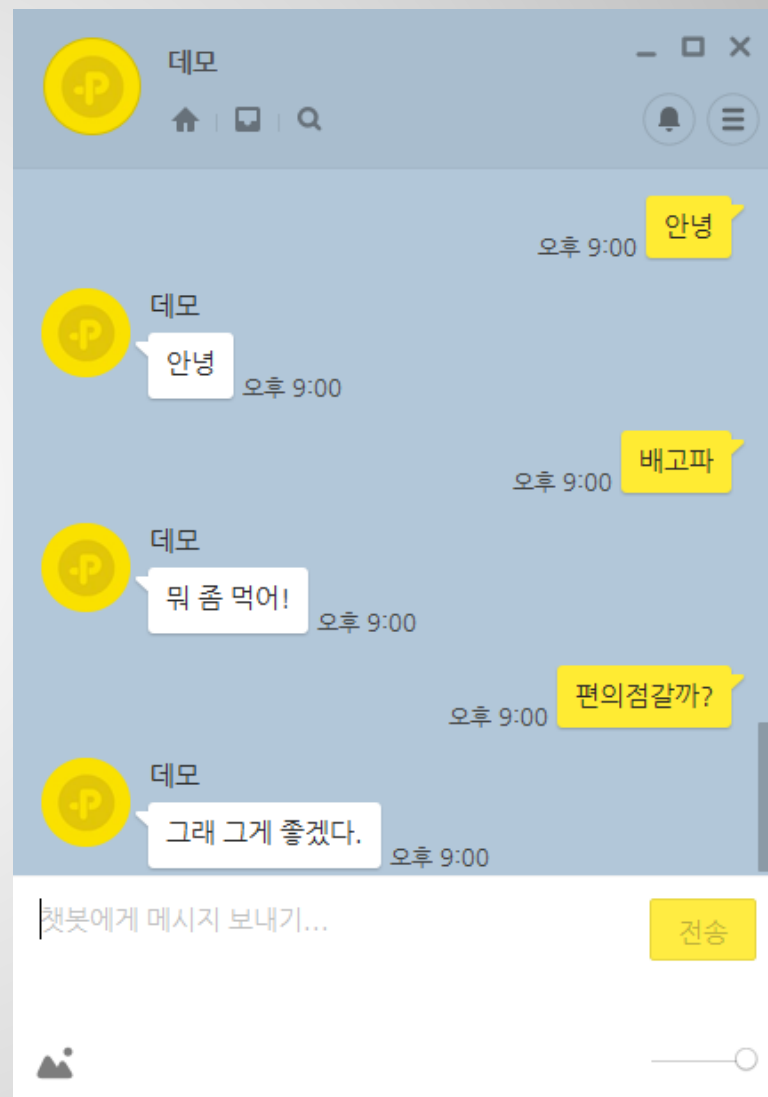 데모
오후 9:00 안녕
데모
안녕 오후 9:00
오후 9:00 배고파
데모
뭐 좀 먹어! 오후 9:00
오후 9:00 편의점갈까?
데모
그래 그게 좋겠다. 오후 9:00
챗봇에게 메시지 보내기... 전송